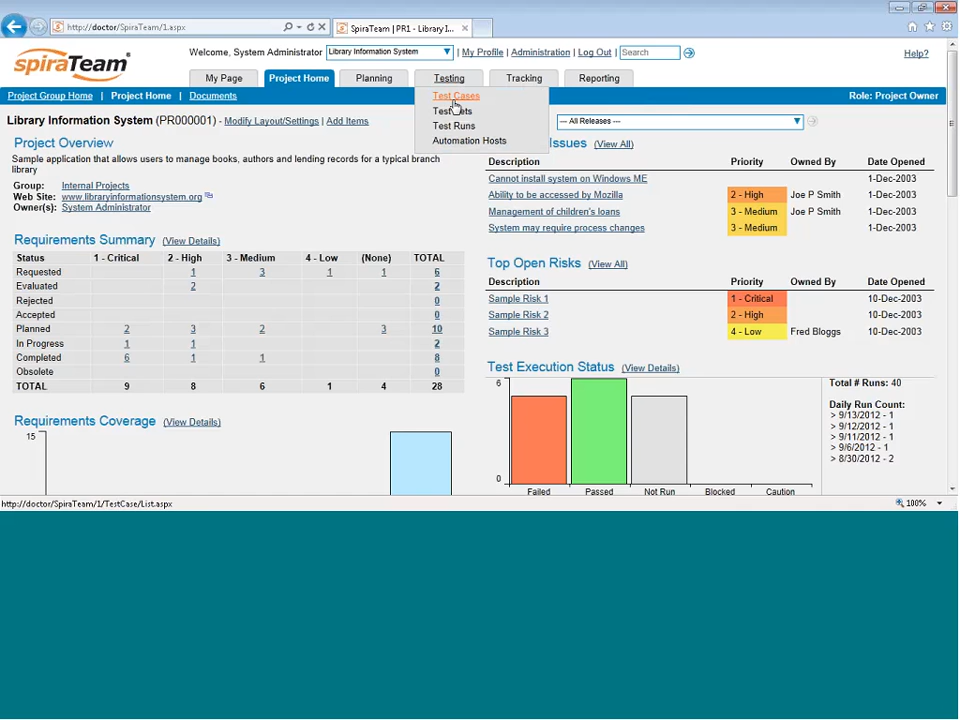 http://doctor/SpiraTeam/1.aspx
SpiraTeam | PR1 - Library I...
spiraTeam
Welcome, System Administrator Library Information System | My Profile | Administration | Log Out | Search
Help?
My Page Project Home Planning Testing Tracking Reporting
Project Group Home | Project Home | Documents
Role: Project Owner
Test Cases
Test Runs
Automation Hosts
Library Information System (PR000001) - Modify Layout/Settings | Add Items
--- All Releases ---
Project Overview
Sample application that allows users to manage books, authors and lending records for a typical branch
library
Group: Internal Projects
Web Site: www.libraryinformationsystem.org
Owner(s): System Administrator
Requirements Summary (View Details)
Status 1 - Critical 2 - High 3 - Medium 4 - Low (None) TOTAL
Requested 1 3 1 1 6
Evaluated 2 2
Rejected 0
Accepted 0
Planned 2 3 2 3 10
In Progress 1 1 2
Completed 6 1 1 8
Obsolete 0
TOTAL 9 8 6 1 4 28
Requirements Coverage (View Details)
15
Issues (View All)
Description Priority Owned By Date Opened
Cannot install system on Windows ME 1-Dec-2003
Ability to be accessed by Mozilla 2 - High Joe P Smith 1-Dec-2003
Management of children's loans 3 - Medium Joe P Smith 1-Dec-2003
System may require process changes 3 - Medium 1-Dec-2003
Top Open Risks (View All)
Description Priority Owned By Date Opened
Sample Risk 1 1 - Critical 10-Dec-2003
Sample Risk 2 2 - High 10-Dec-2003
Sample Risk 3 4 - Low Fred Bloggs 10-Dec-2003
Test Execution Status (View Details)
6
0
Failed Passed Not Run Blocked Caution
Total # Runs: 40
Daily Run Count:
> 9/13/2012 - 1
> 9/12/2012 - 1
> 9/11/2012 - 1
> 9/6/2012 - 1
> 8/30/2012 - 2
http://doctor/SpiraTeam/1/TestCase/List.aspx
100%